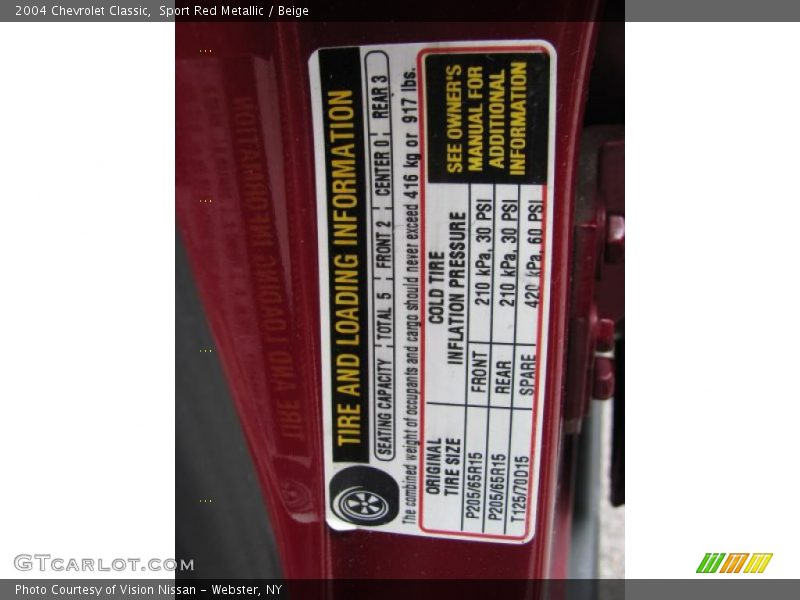 2004 Chevrolet Classic,  Sport Red Metallic / Beige
TIRE AND LOADING INFORMATION
SEATING CAPACITY TOTAL 5 FRONT 2 CENTER 0 REAR 3
The combined weight of occupants and cargo should never exceed 416 kg or 917 lbs.
ORIGINAL TIRE SIZE
COLD TIRE INFLATION PRESSURE
SEE OWNER'S
MANUAL FOR
ADDITIONAL
INFORMATION
P205/65R15 FRONT 210 kPa, 30 PSI
P205/65R15 REAR 210 kPa, 30 PSI
T125/70D15 SPARE 420 kPa, 60 PSI
GTCarLot.com
Photo Courtesy of Vision Nissan - Webster, NY